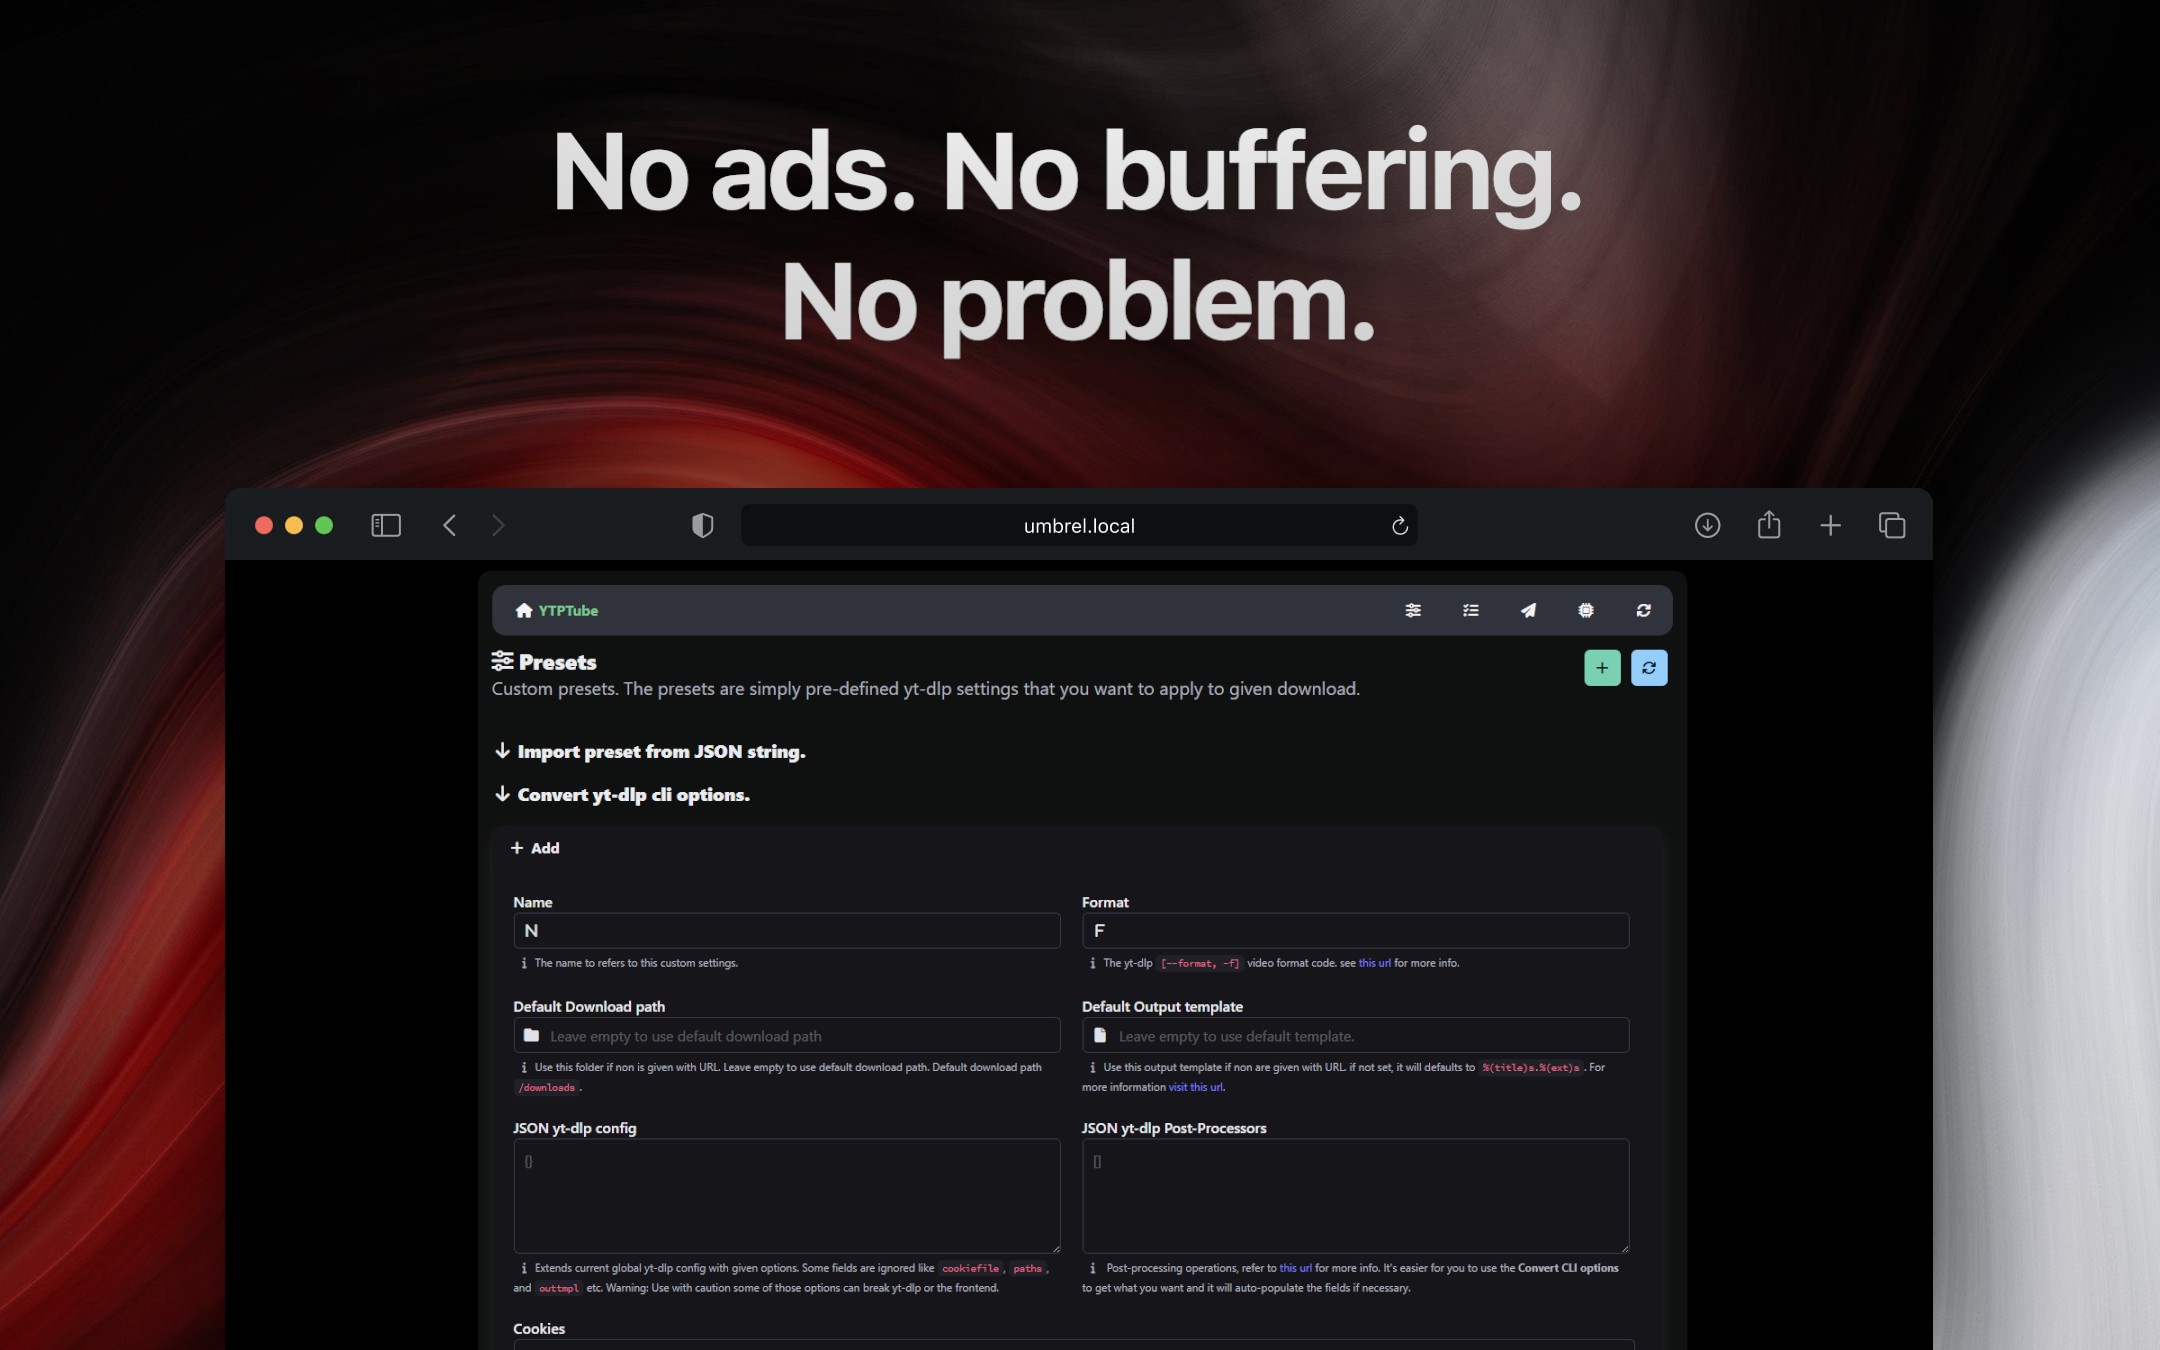 No ads. No buffering.
No problem.
umbrel.local
YTPTube
Presets
Custom presets. The presets are simply pre-defined yt-dlp settings that you want to apply to given download.
Import preset from JSON string.
Convert yt-dlp cli options.
+ Add
Name
Format
N
F
The name to refers to this custom settings.
The yt-dlp [--format, -f] video format code. see this url for more info.
Default Download path
Default Output template
Leave empty to use default download path
Leave empty to use default template.
Use this folder if non is given with URL. Leave empty to use default download path. Default download path
/downloads.
Use this output template if non are given with URL. if not set, it will defaults to %(title)s.%(ext)s. For
more information visit this url.
JSON yt-dlp config
JSON yt-dlp Post-Processors
{}
[]
Extends current global yt-dlp config with given options. Some fields are ignored like cookiefile, paths,
and outtmpl etc. Warning: Use with caution some of those options can break yt-dlp or the frontend.
Post-processing operations, refer to this url for more info. It's easier for you to use the Convert CLI options
to get what you want and it will auto-populate the fields if necessary.
Cookies